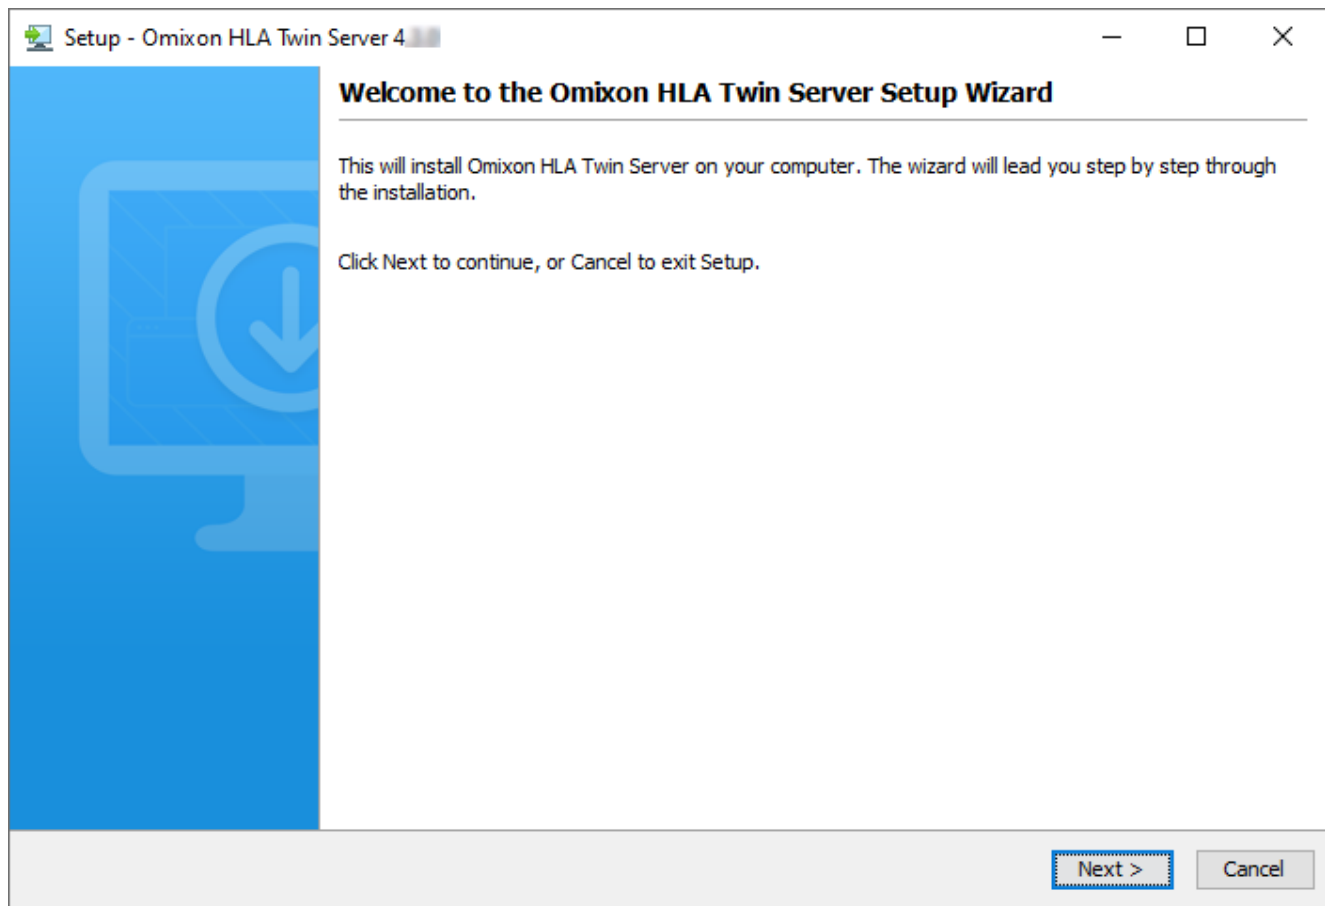 Setup - Omixon HLA Twin Server 4
Welcome to the Omixon HLA Twin Server Setup Wizard
This will install Omixon HLA Twin Server on your computer. The wizard will lead you step by step through
the installation.
Click Next to continue, or Cancel to exit Setup.
Next >
Cancel